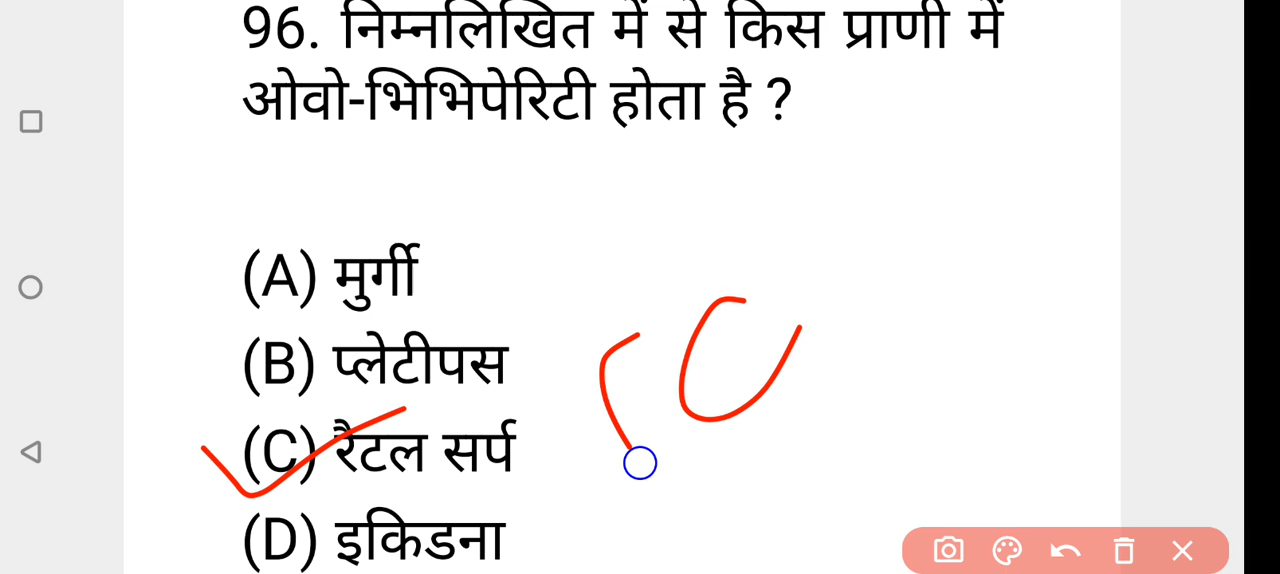 96. निम्नलिखित में से किस प्राणी में
ओवो-भिभिपेरिटी होता है ?
(A) मुर्गी
(B) प्लेटीपस
(C) रैटल सर्प
(D) इकिडना
C